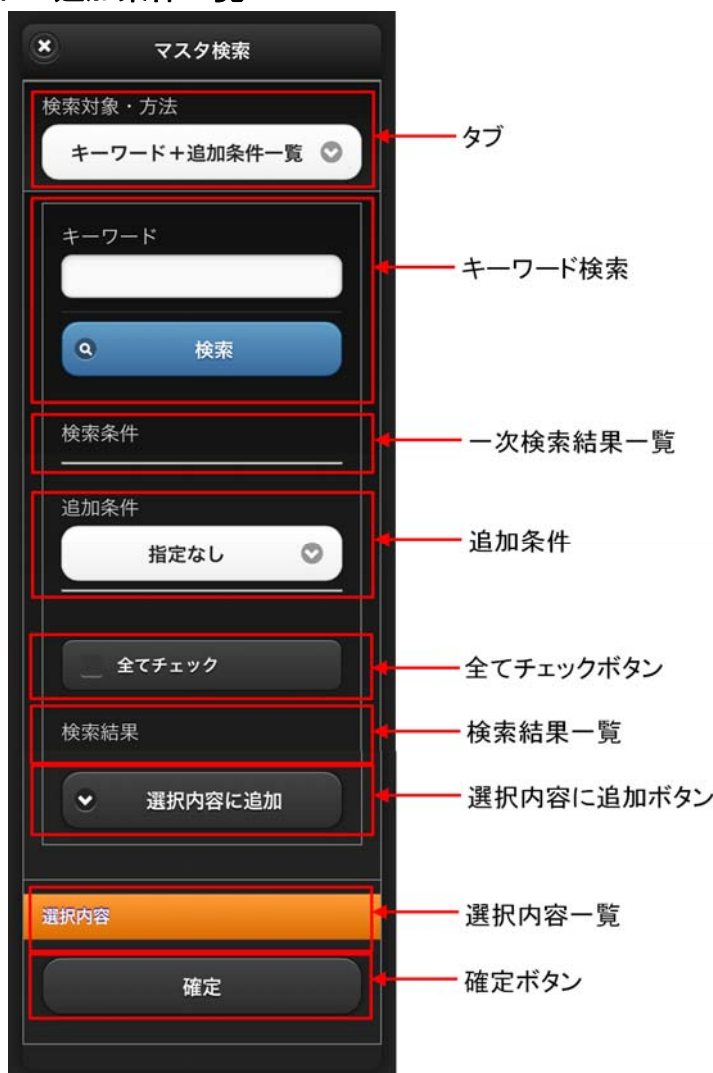 マスタ検索
検索対象・方法
タブ
キーワード+追加条件一覧
キーワード
キーワード検索
検索
検索条件
一次検索結果一覧
追加条件
指定なし
追加条件
全てチェック
全てチェックボタン
検索結果
検索結果一覧
選択内容に追加
選択内容に追加ボタン
選択内容
選択内容一覧
確定
確定ボタン